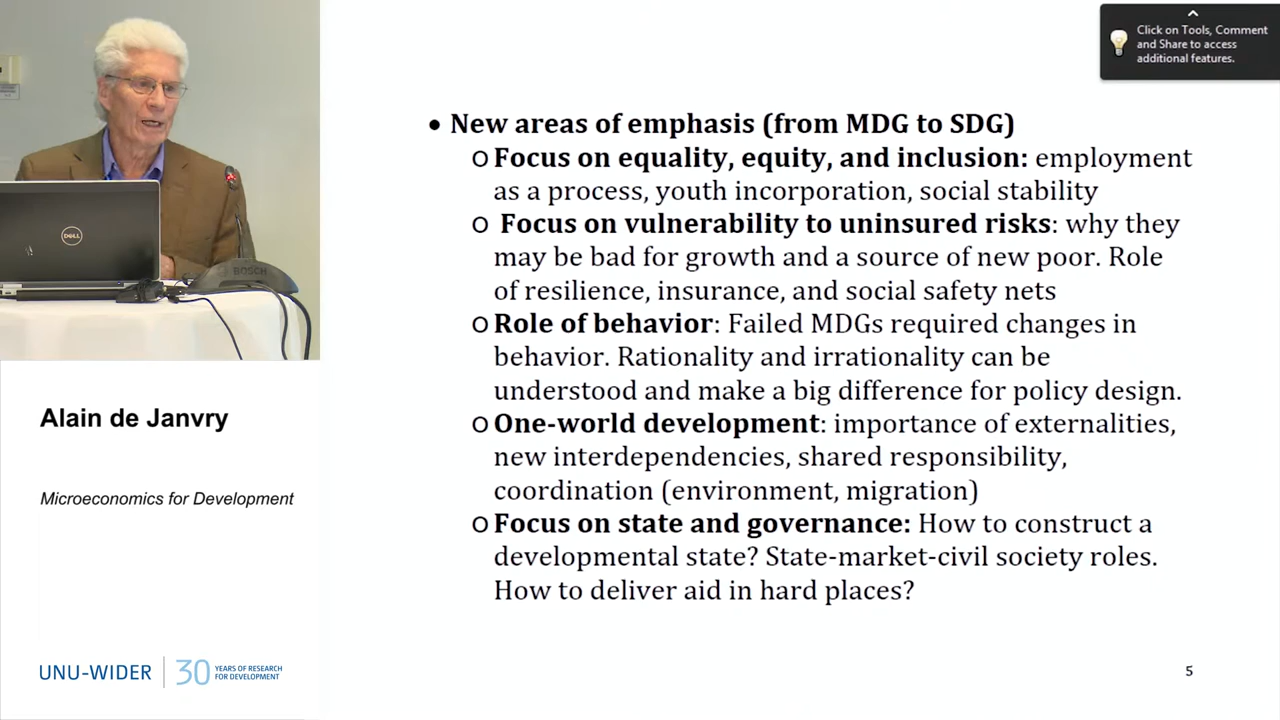 Click on Tools, Comment
and Share to access
additional features.
• New areas of emphasis (from MDG to SDG)
o Focus on equality, equity, and inclusion: employment
as a process, youth incorporation, social stability
o Focus on vulnerability to uninsured risks: why they
may be bad for growth and a source of new poor. Role
of resilience, insurance, and social safety nets
o Role of behavior: Failed MDGs required changes in
behavior. Rationality and irrationality can be
understood and make a big difference for policy design.
o One-world development: importance of externalities,
new interdependencies, shared responsibility,
coordination (environment, migration)
o Focus on state and governance: How to construct a
developmental state? State-market-civil society roles.
How to deliver aid in hard places?
5
DELL
BOSCH
Alain de Janvry
Microeconomics for Development
UNU-WIDER
30 YEARS OF RESEARCH
FOR DEVELOPMENT